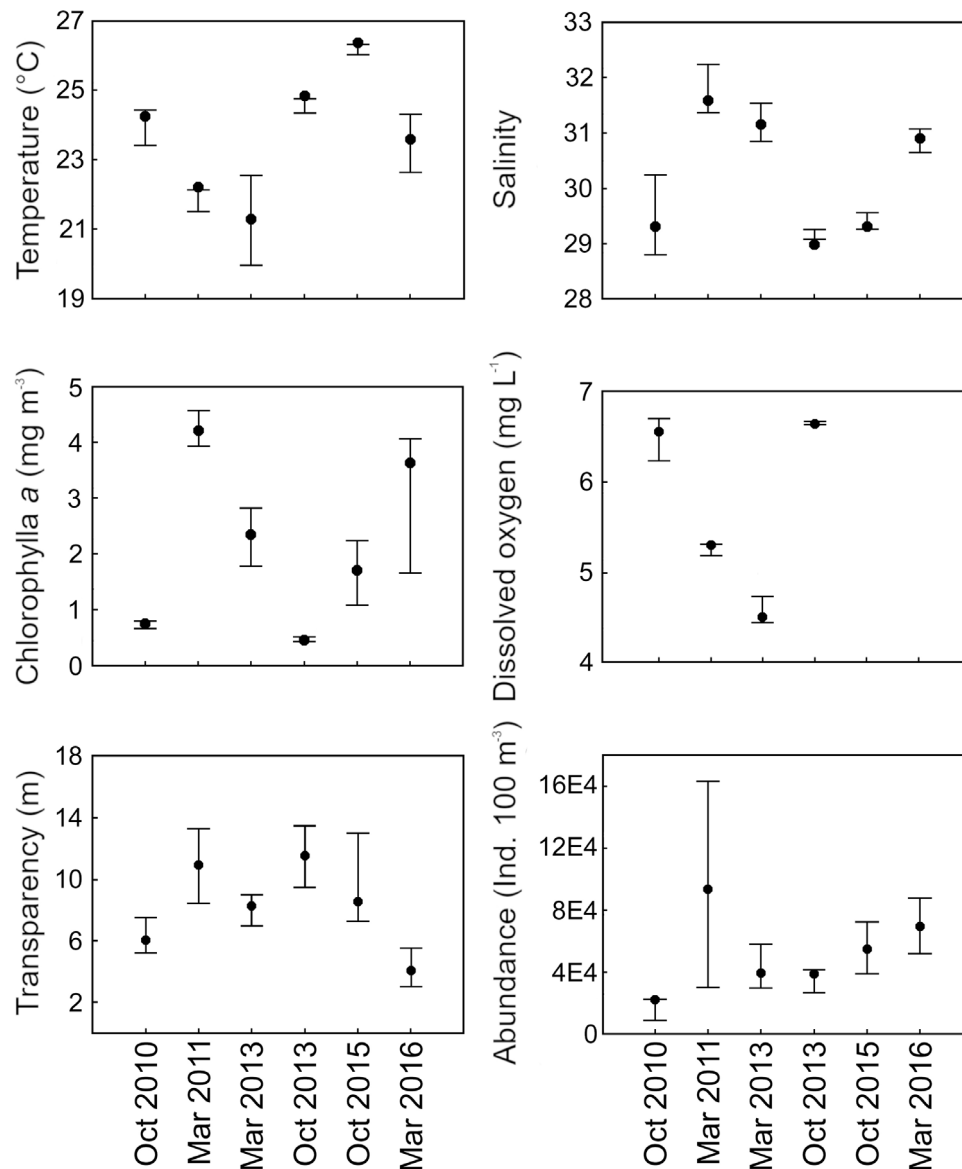 Temperature (°C)
27
25
23
21
19
Salinity
33
32
31
30
29
28
Chlorophylla a (mg m⁻³)
5
4
3
2
1
0
Dissolved oxygen (mg L⁻¹)
7
6
5
4
Transparency (m)
18
14
10
6
2
Oct 2010
Mar 2011
Mar 2013
Oct 2013
Oct 2015
Mar 2016
Abundance (Ind. 100 m⁻³)
16E4
12E4
8E4
4E4
0
Oct 2010
Mar 2011
Mar 2013
Oct 2013
Oct 2015
Mar 2016